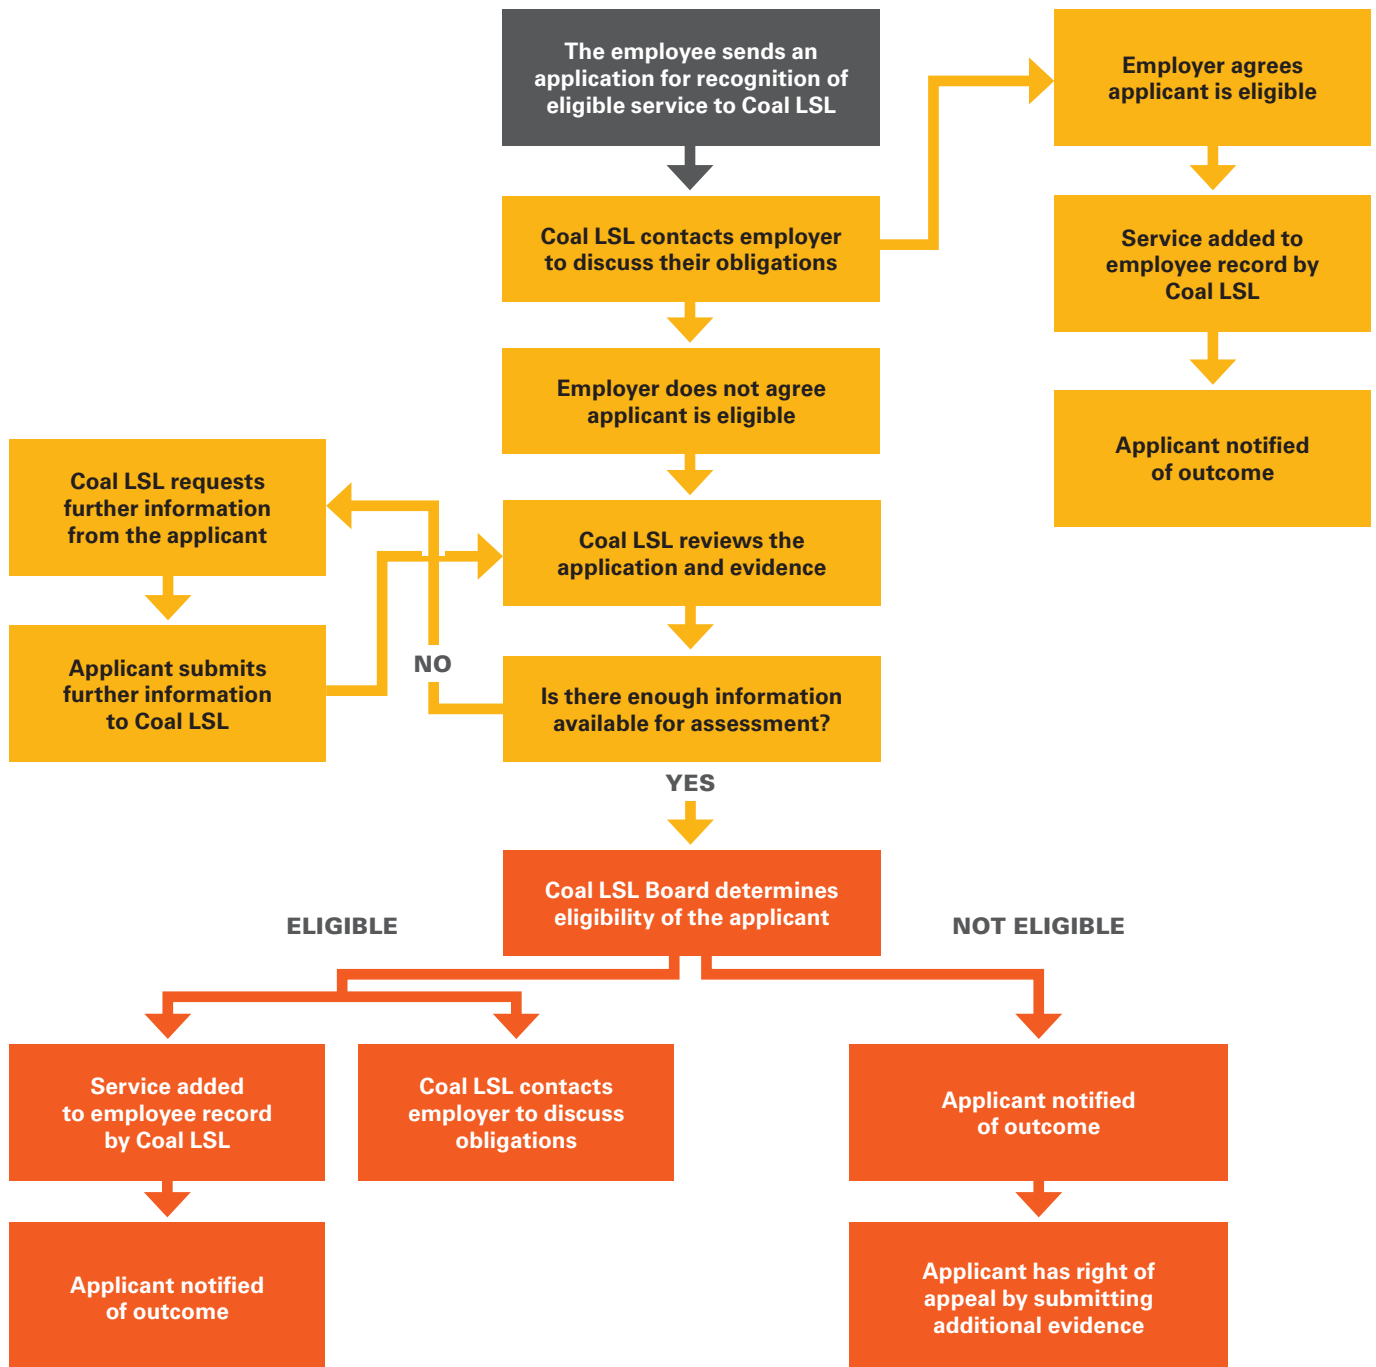 The employee sends an
application for recognition of
eligible service to Coal LSL
Employer agrees
applicant is eligible
Coal LSL contacts employer
to discuss their obligations
Service added to
employee record by
Coal LSL
Employer does not agree
applicant is eligible
Applicant notified
of outcome
Coal LSL requests
further information
from the applicant
Coal LSL reviews the
application and evidence
Applicant submits
further information
to Coal LSL
NO
Is there enough information
available for assessment?
YES
Coal LSL Board determines
eligibility of the applicant
ELIGIBLE
NOT ELIGIBLE
Service added
to employee record
by Coal LSL
Coal LSL contacts
employer to discuss
obligations
Applicant notified
of outcome
Applicant notified
of outcome
Applicant has right of
appeal by submitting
additional evidence